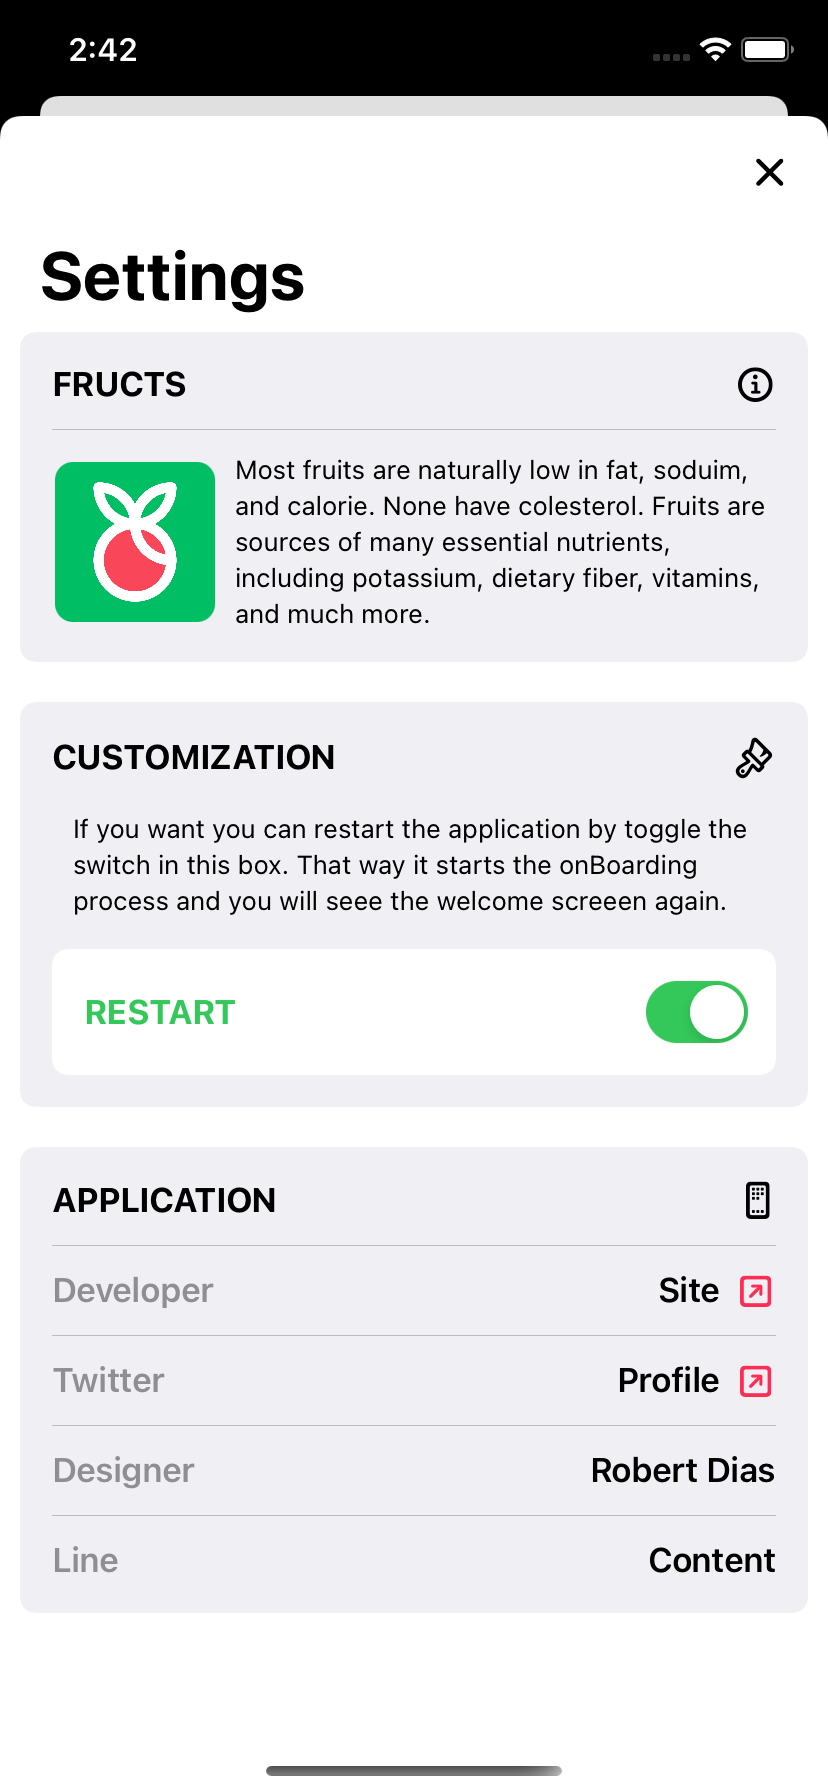 2:42
Settings
FRUCTS
Most fruits are naturally low in fat, soduim,
and calorie. None have colesterol. Fruits are
sources of many essential nutrients,
including potassium, dietary fiber, vitamins,
and much more.
CUSTOMIZATION
If you want you can restart the application by toggle the
switch in this box. That way it starts the onBoarding
process and you will seee the welcome screeen again.
RESTART
APPLICATION
Developer Site
Twitter Profile
Designer Robert Dias
Line Content